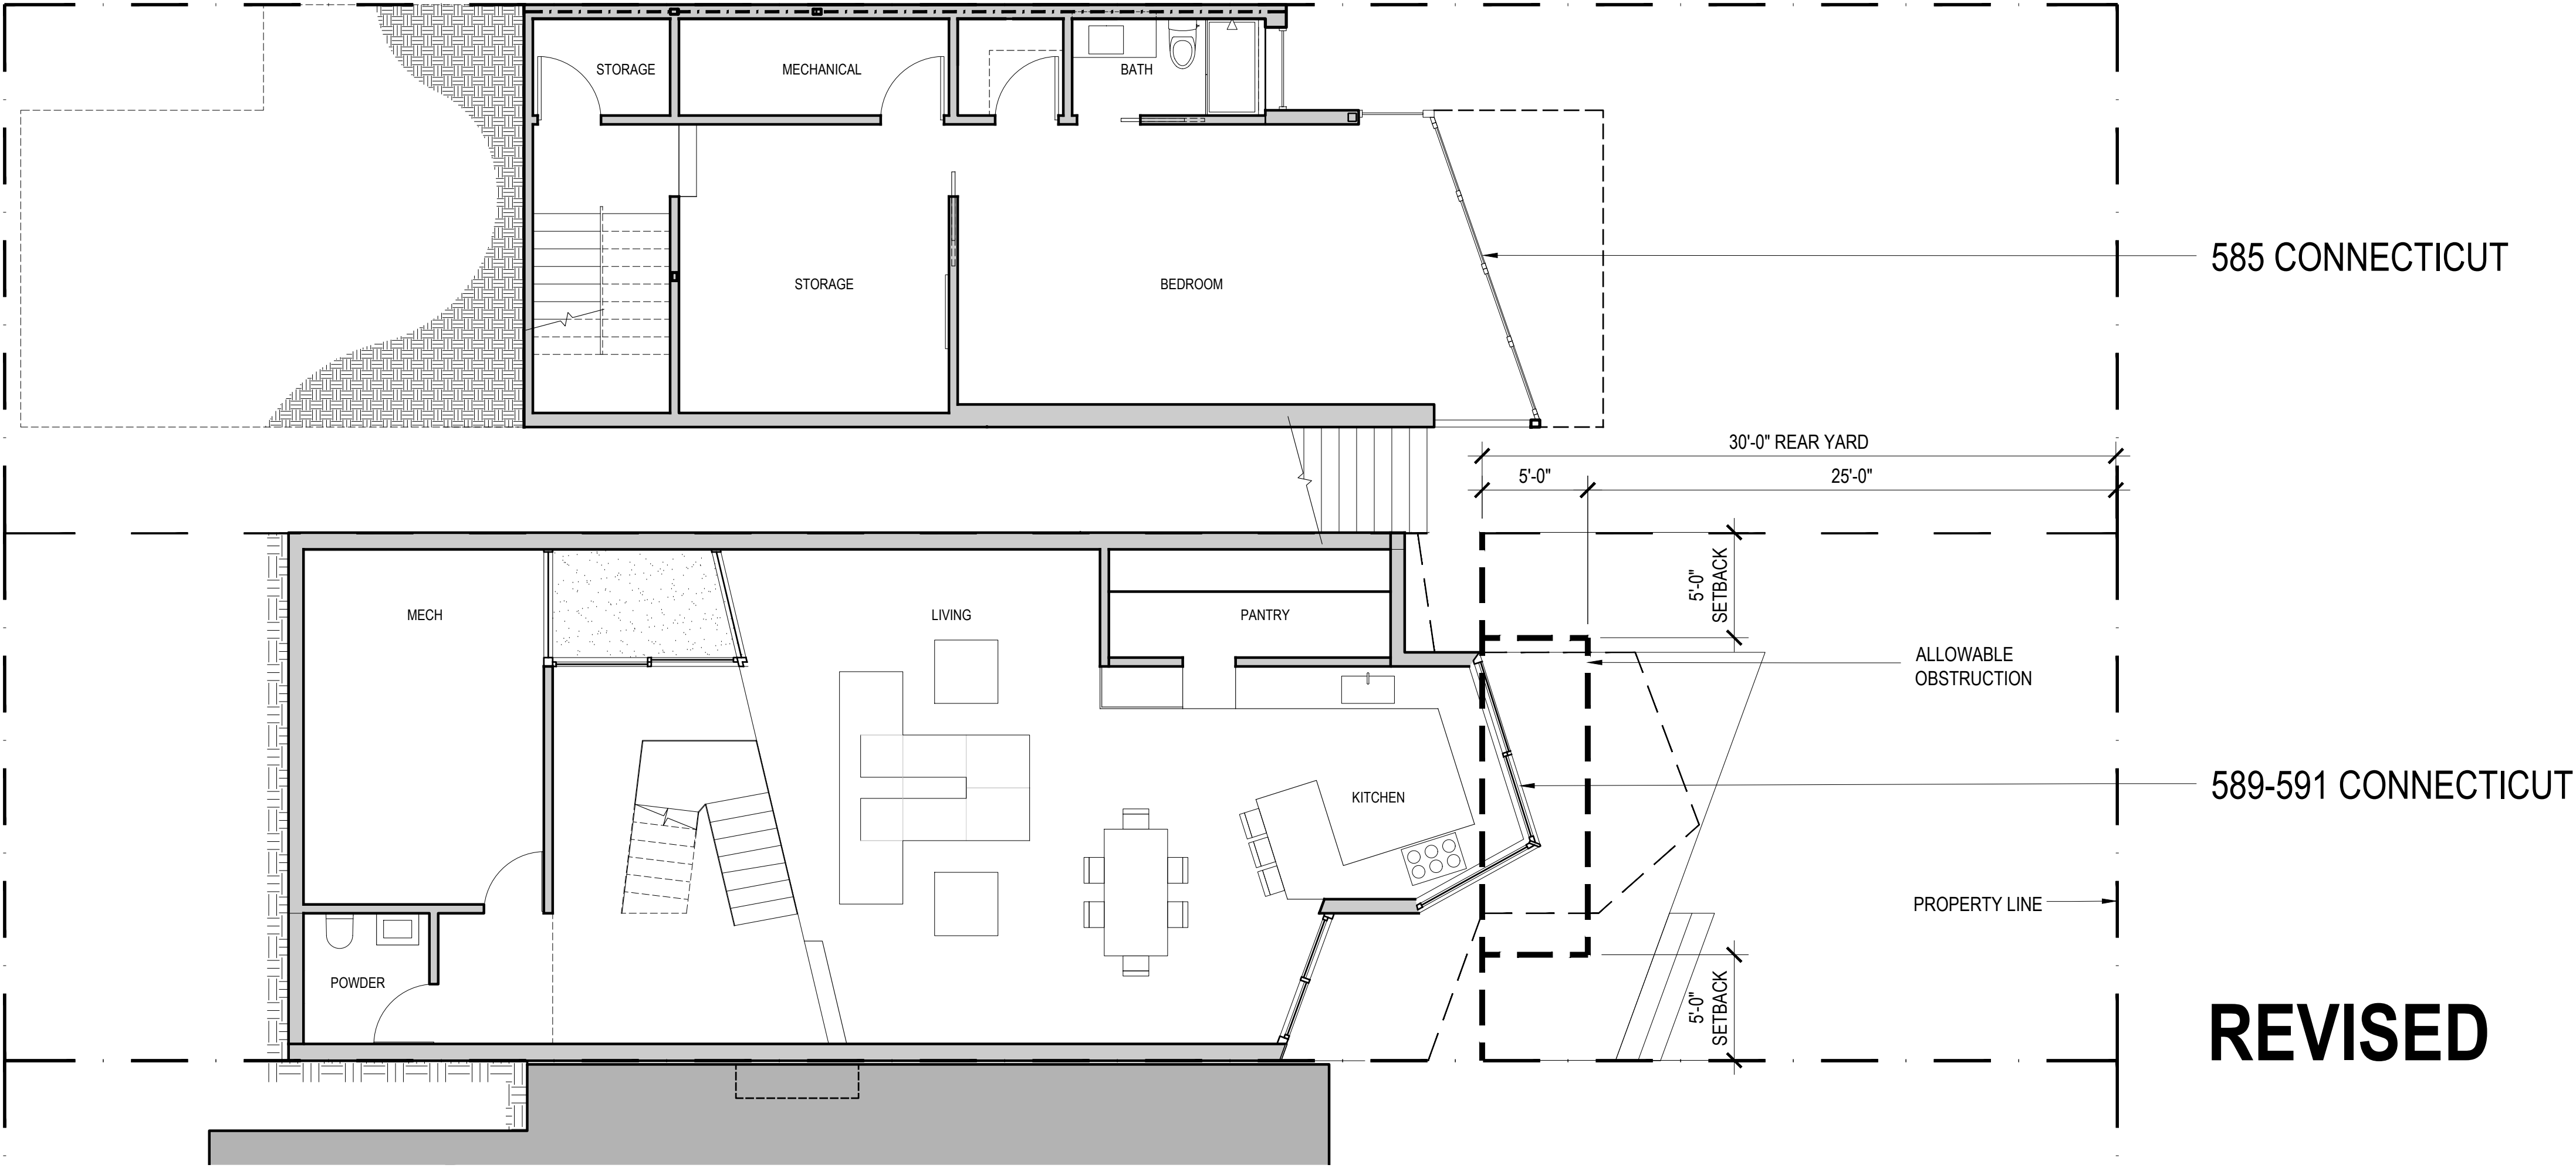 STORAGE
MECHANICAL
BATH
585 CONNECTICUT
STORAGE
BEDROOM
30'-0" REAR YARD
5'-0"
25'-0"
5'-0"
SETBACK
MECH
LIVING
PANTRY
ALLOWABLE
OBSTRUCTION
589-591 CONNECTICUT
KITCHEN
PROPERTY LINE
POWDER
5'-0"
SETBACK
REVISED